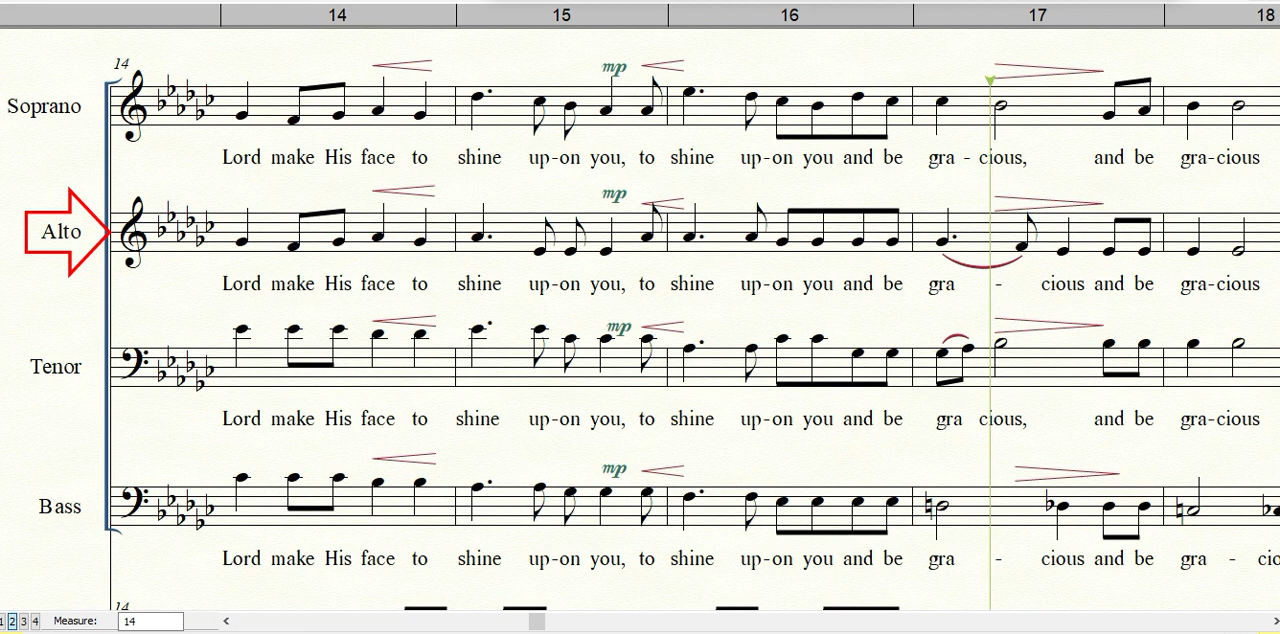 14 15 16 17 18
14
mp
Soprano
Lord make His face to shine up-on you, to shine up-on you and be gra - cious, and be gra-cious
mp
Alto
Lord make His face to shine up-on you, to shine up-on you and be gra - cious and be gra-cious
mp
Tenor
Lord make His face to shine up-on you, to shine up-on you and be gra cious, and be gra-cious
mp
Bass
Lord make His face to shine up-on you, to shine up-on you and be gra - cious and be gra - cio
14
1 2 3 4 Measure: 14